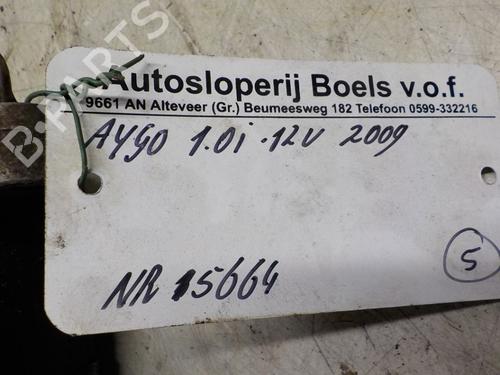 B-PARTS
Autosloperij Boels v.o.f.
9661 AN Alteveer (Gr.) Beumeesweg 182 Telefoon 0599-332216
AYGO 1.0i .12V 2009
5
NR 15664